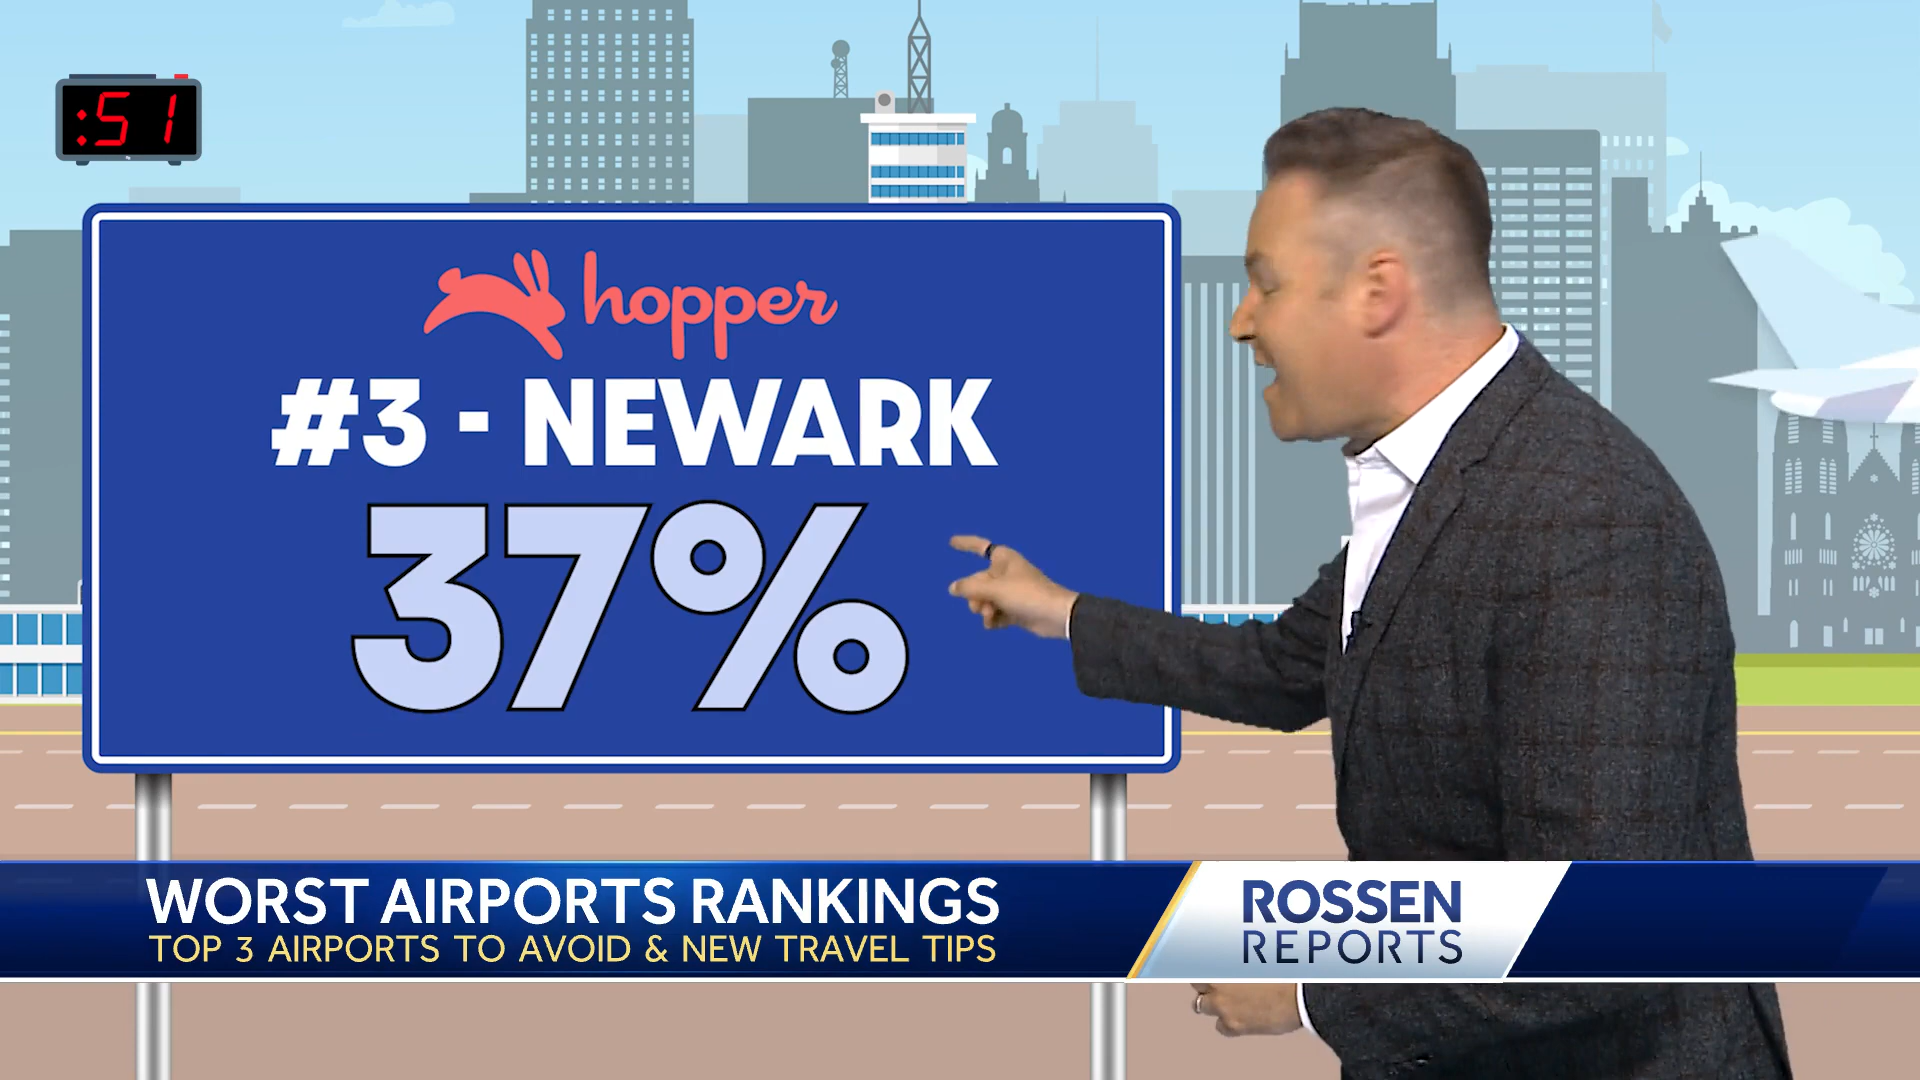 :51
hopper
#3 - NEWARK
37%
WORST AIRPORTS RANKINGS
TOP 3 AIRPORTS TO AVOID & NEW TRAVEL TIPS
ROSSEN
REPORTS